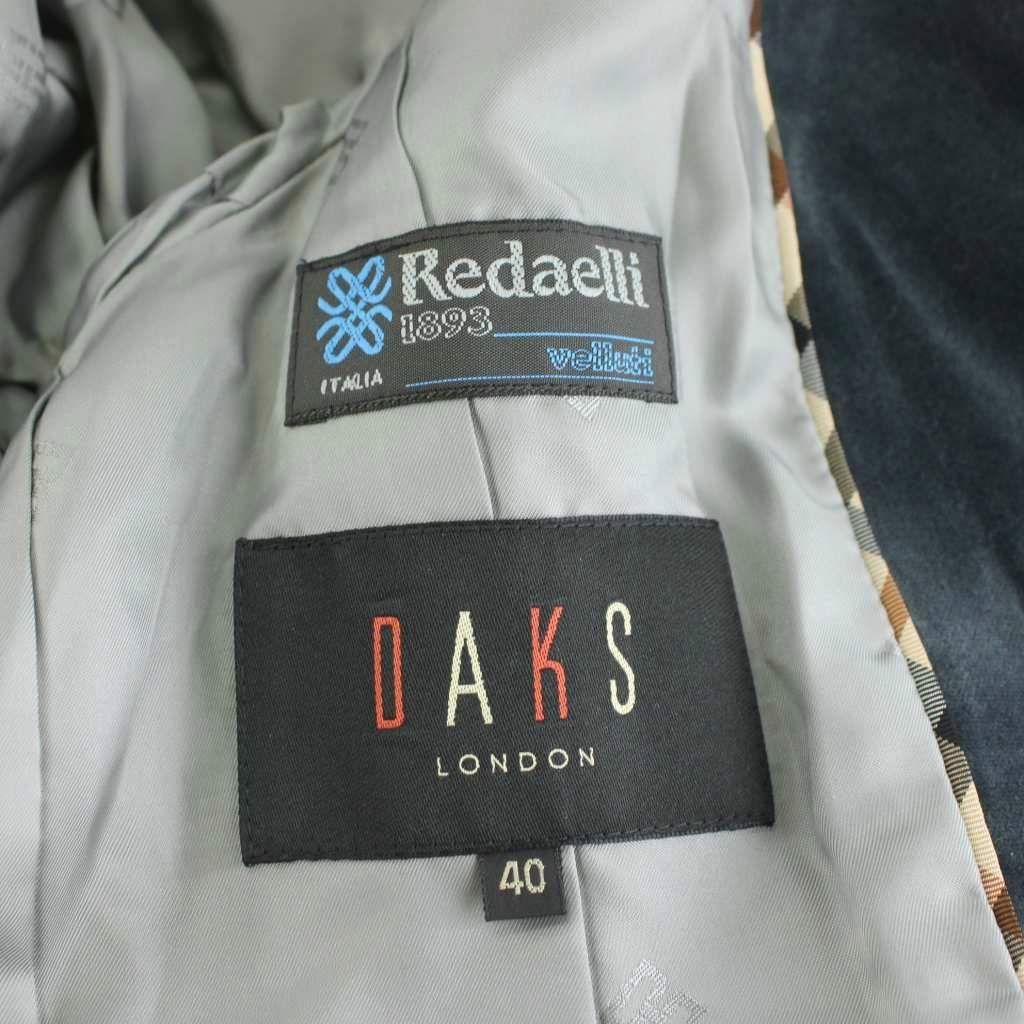 Redaelli
1893
velluti
ITALIA
DAKS
LONDON
40